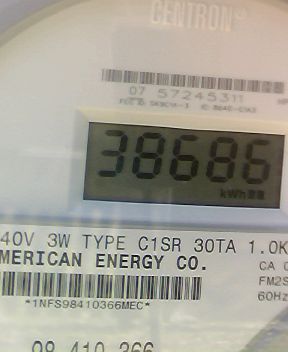 CENTRON
07 57245311
38686
kWh
40V 3W TYPE C1SR 30TA 1.0K
MERICAN ENERGY CO.
CA 0
FM2S
*1NFS98410366MEC*
60Hz
98 410 366